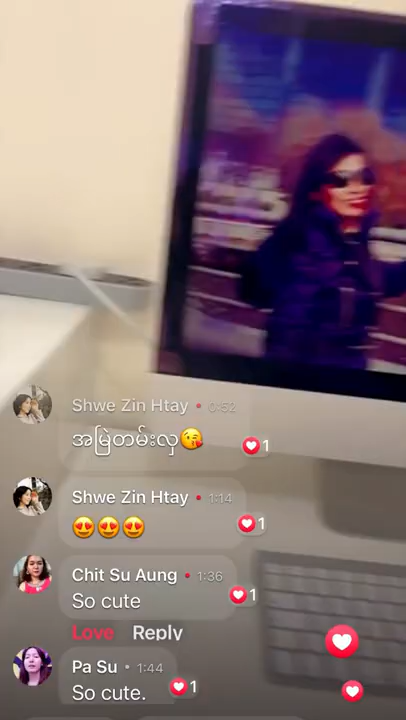 Shwe Zin Htay • 0:52
အမြဲတမ်းလှ😘
1
Shwe Zin Htay • 1:14
😍😍😍
1
Chit Su Aung • 1:36
So cute
1
Love Reply
Pa Su • 1:44
So cute.
1